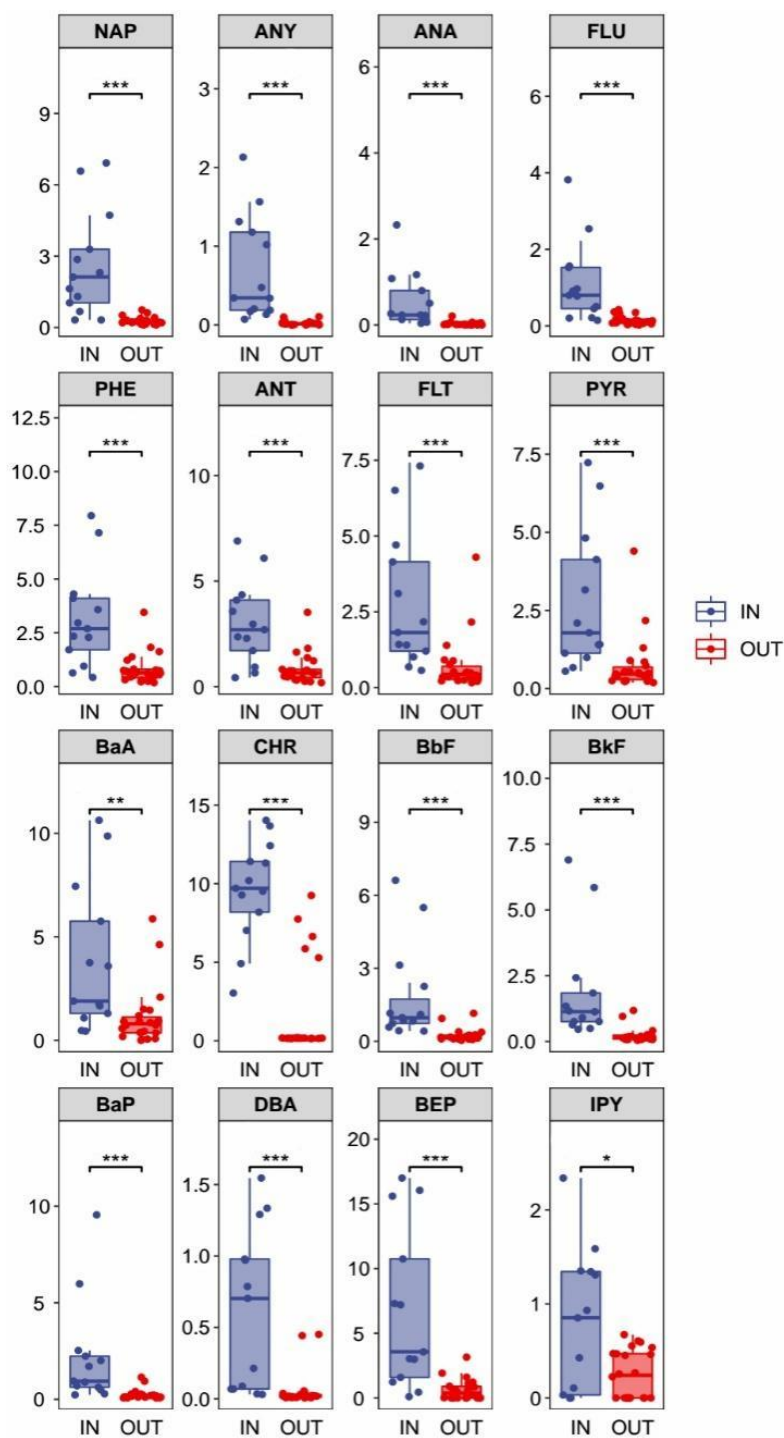 NAP ANY ANA FLU
*** *** *** ***
9 6 3 0
3 2 1 0
6 4 2 0
6 4 2 0
IN OUT IN OUT IN OUT IN OUT
PHE ANT FLT PYR
*** *** *** ***
12.5 10.0 7.5 5.0 2.5 0.0
10 5 0
7.5 5.0 2.5 0.0
7.5 5.0 2.5 0.0
IN OUT IN OUT IN OUT IN OUT
IN
OUT
BaA CHR BbF BkF
** *** *** ***
10 5 0
15 10 5 0
9 6 3 0
10.0 7.5 5.0 2.5 0.0
IN OUT IN OUT IN OUT IN OUT
BaP DBA BEP IPY
*** *** *** *
10 5 0
1.5 1.0 0.5 0.0
20 15 10 5 0
2 1 0
IN OUT IN OUT IN OUT IN OUT